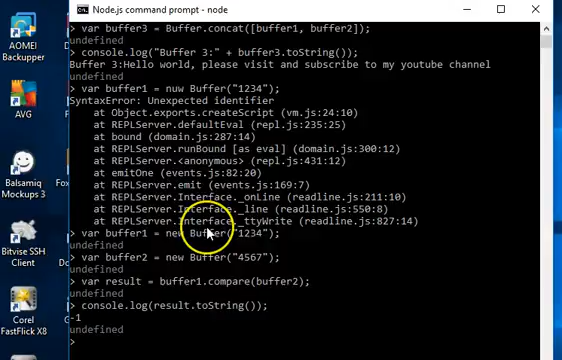 Node.js command prompt - node
> var buffer3 = Buffer.concat([buffer1, buffer2]);
undefined
> console.log("Buffer 3:" + buffer3.toString());
Buffer 3:Hello world, please visit and subscribe to my youtube channel
undefined
> var buffer1 = nuw Buffer("1234");
SyntaxError: Unexpected identifier
at Object.exports.createScript (vm.js:24:10)
at REPLServer.defaultEval (repl.js:235:25)
at bound (domain.js:287:14)
at REPLServer.runBound [as eval] (domain.js:300:12)
at REPLServer.<anonymous> (repl.js:431:12)
at emitOne (events.js:82:20)
at REPLServer.emit (events.js:169:7)
at REPLServer.Interface._onLine (readline.js:211:10)
at REPLServer.Interface._line (readline.js:550:8)
at REPLServer.Interface._ttyWrite (readline.js:827:14)
> var buffer1 = new Buffer("1234");
undefined
> var buffer2 = new Buffer("4567");
undefined
> var result = buffer1.compare(buffer2);
undefined
> console.log(result.toString());
-1
undefined
>
AOMEI
Backupper
AVG
Balsamiq
Mockups 3
Bitvise SSH
Client
Corel
FastFlick X8